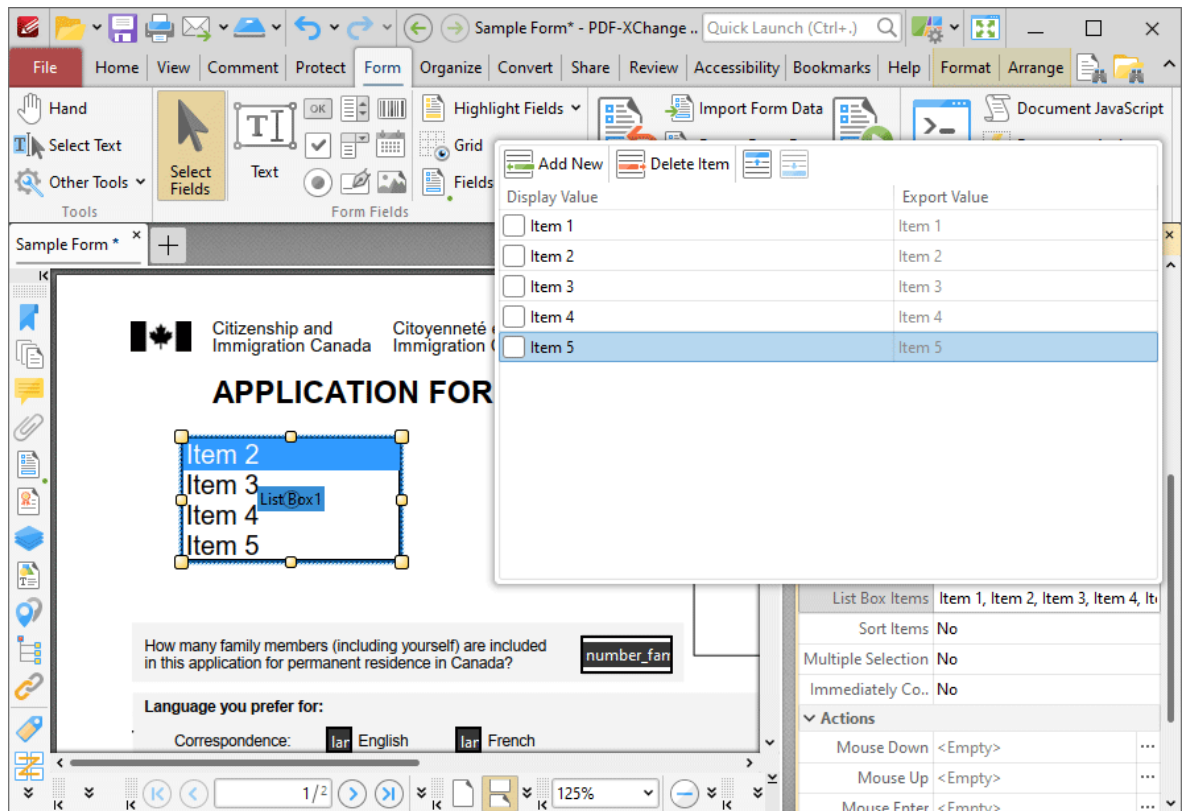 Sample Form* - PDF-XChange ..
Quick Launch (Ctrl+.)
File Home View Comment Protect Form Organize Convert Share Review Accessibility Bookmarks Help Format Arrange
Hand
Select Text
Other Tools
Tools
Select
Fields
Text
OK
Form Fields
Highlight Fields
Grid
Fields
Import Form Data
Document JavaScript
Add New Delete Item
Display Value Export Value
Item 1 Item 1
Item 2 Item 2
Item 3 Item 3
Item 4 Item 4
Item 5 Item 5
Sample Form *
Citizenship and
Immigration Canada
Citoyenneté
Immigration
APPLICATION FOR
Item 2
Item 3
List Box1
Item 4
Item 5
How many family members (including yourself) are included
in this application for permanent residence in Canada?
number_fam
Language you prefer for:
Correspondence: lar English lar French
List Box Items Item 1, Item 2, Item 3, Item 4, It
Sort Items No
Multiple Selection No
Immediately Co.. No
Actions
Mouse Down <Empty> ...
Mouse Up <Empty> ...
Mouse Enter <Empty> ...
1/2
125%